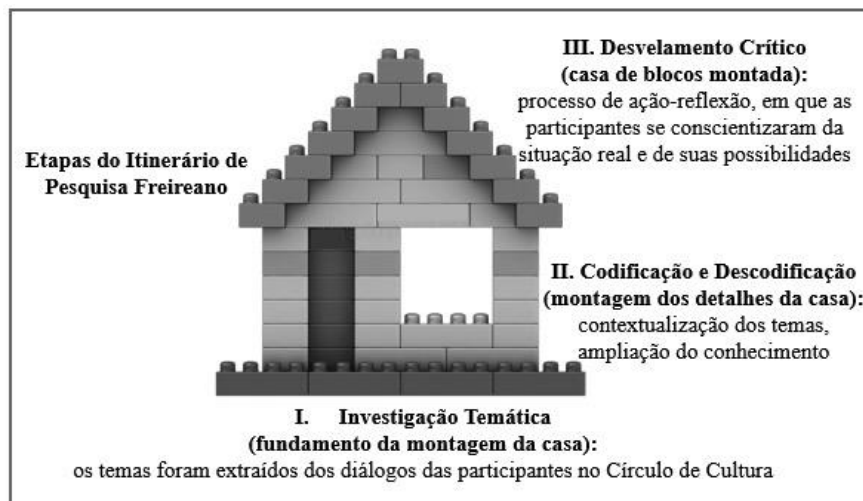 III. Desvelamento Crítico
(casa de blocos montada):
processo de ação-reflexão, em que as
participantes se conscientizaram da
situação real e de suas possibilidades
Etapas do Itinerário de
Pesquisa Freireano
II. Codificação e Descodificação
(montagem dos detalhes da casa):
contextualização dos temas,
ampliação do conhecimento
I. Investigação Temática
(fundamento da montagem da casa):
os temas foram extraídos dos diálogos das participantes no Círculo de Cultura